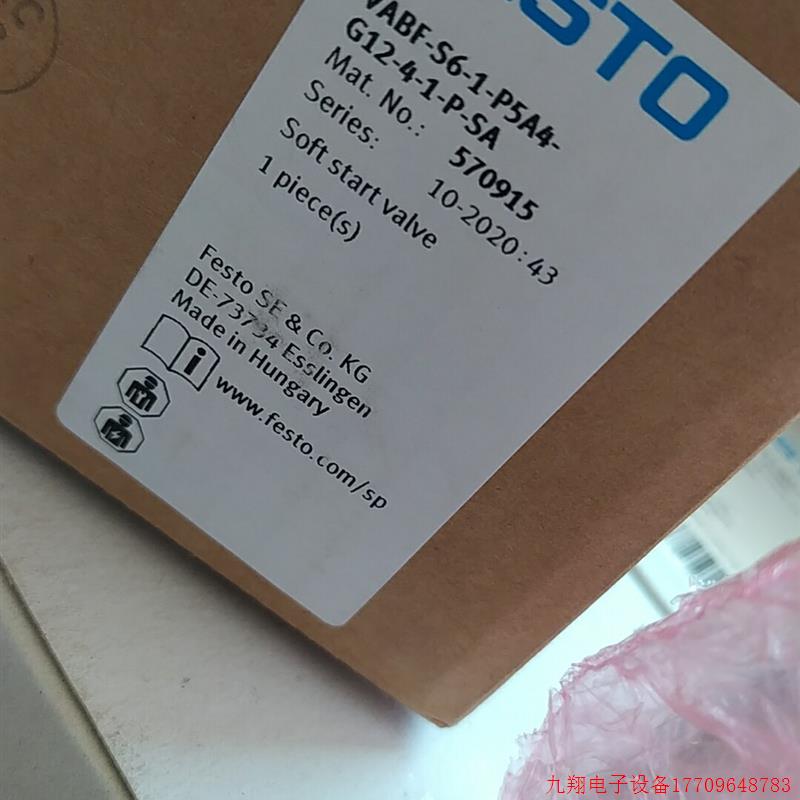 STO
VABF-S6-1-P5A4-
G12-4-1-P-SA
Mat. No.: 570915
Series: 10-2020:43
Soft start valve
1 piece(s)
Festo SE & Co. KG
DE-73734 Esslingen
Made in Hungary
www.festo.com/sp
九翔电子设备17709648783